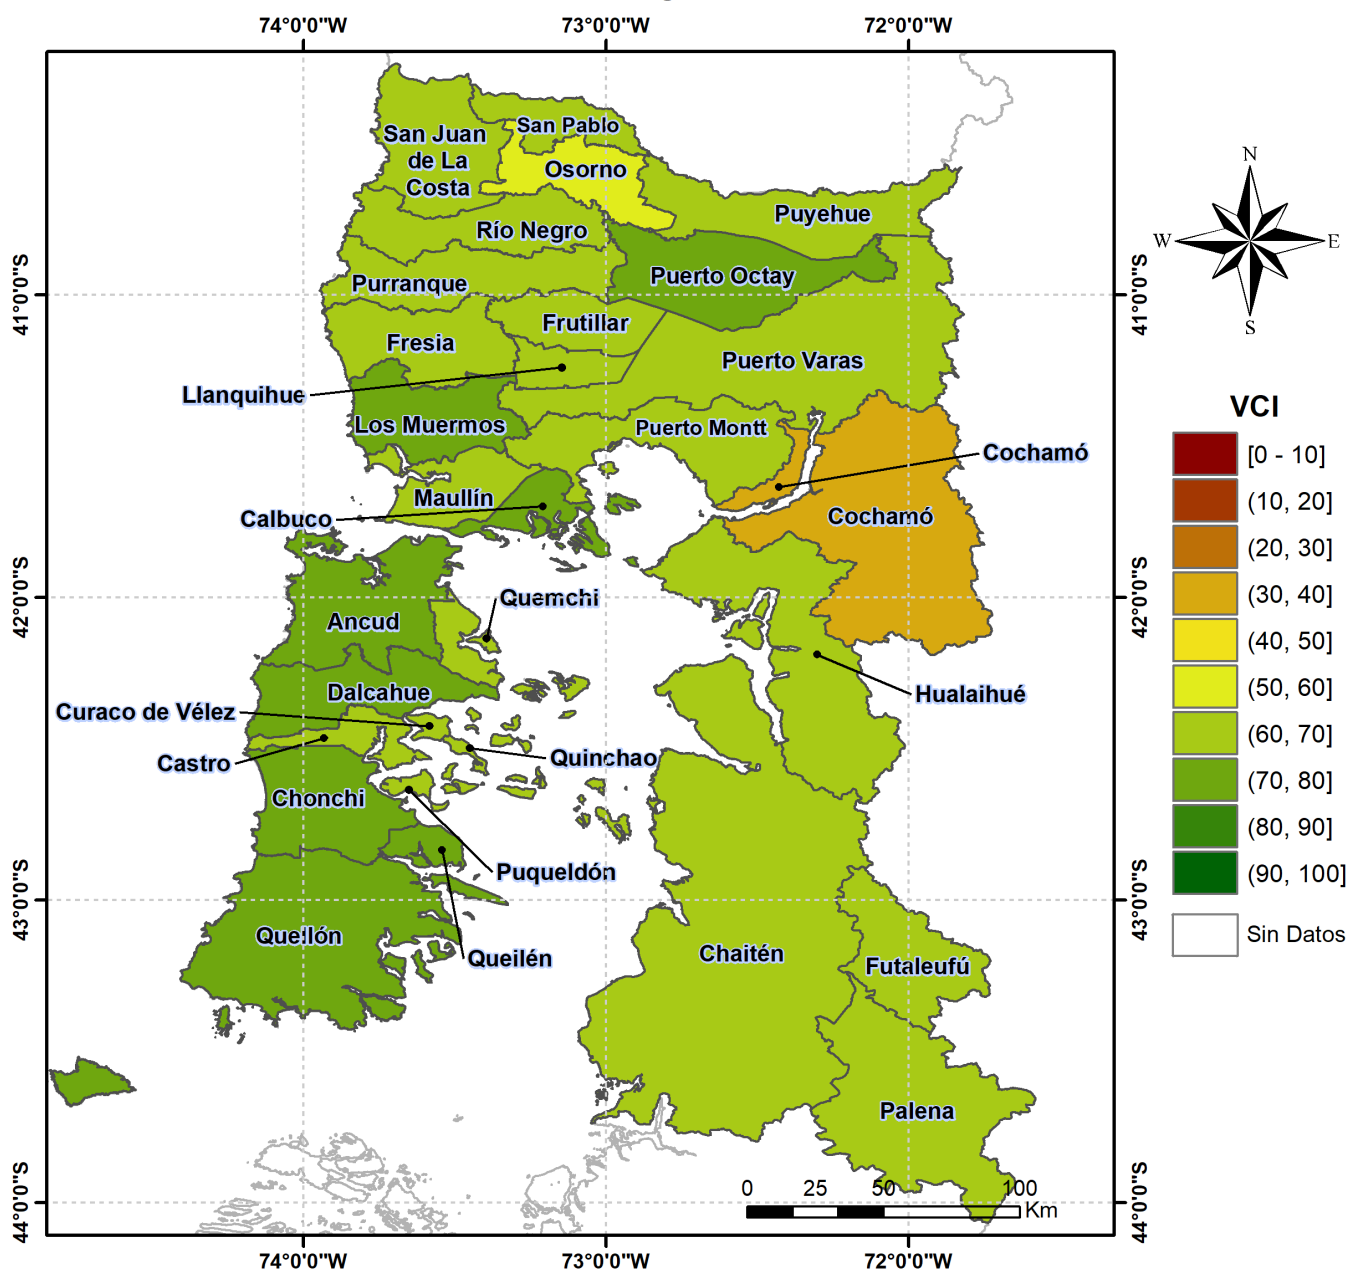 74°0'0"W
73°0'0"W
72°0'0"W
San Juan
de La
Costa
San Pablo
Osorno
Puyehue
Río Negro
Puerto Octay
Purranque
Frutillar
Fresia
Puerto Varas
Llanquihue
Los Muermos
Puerto Montt
Cochamó
Maullín
Calbuco
Cochamó
Quemchi
Ancud
Dalcahue
Hualaihué
Curaco de Vélez
Castro
Quinchao
Chonchi
Puqueldón
Quellón
Queilén
Chaitén
Futaleufú
Palena
0 25 50 100
Km
41°0'0"S
42°0'0"S
43°0'0"S
44°0'0"S
41°0'0"S
42°0'0"S
43°0'0"S
44°0'0"S
74°0'0"W
73°0'0"W
72°0'0"W
N
W
E
S
VCI
[0 - 10]
(10, 20]
(20, 30]
(30, 40]
(40, 50]
(50, 60]
(60, 70]
(70, 80]
(80, 90]
(90, 100]
Sin Datos